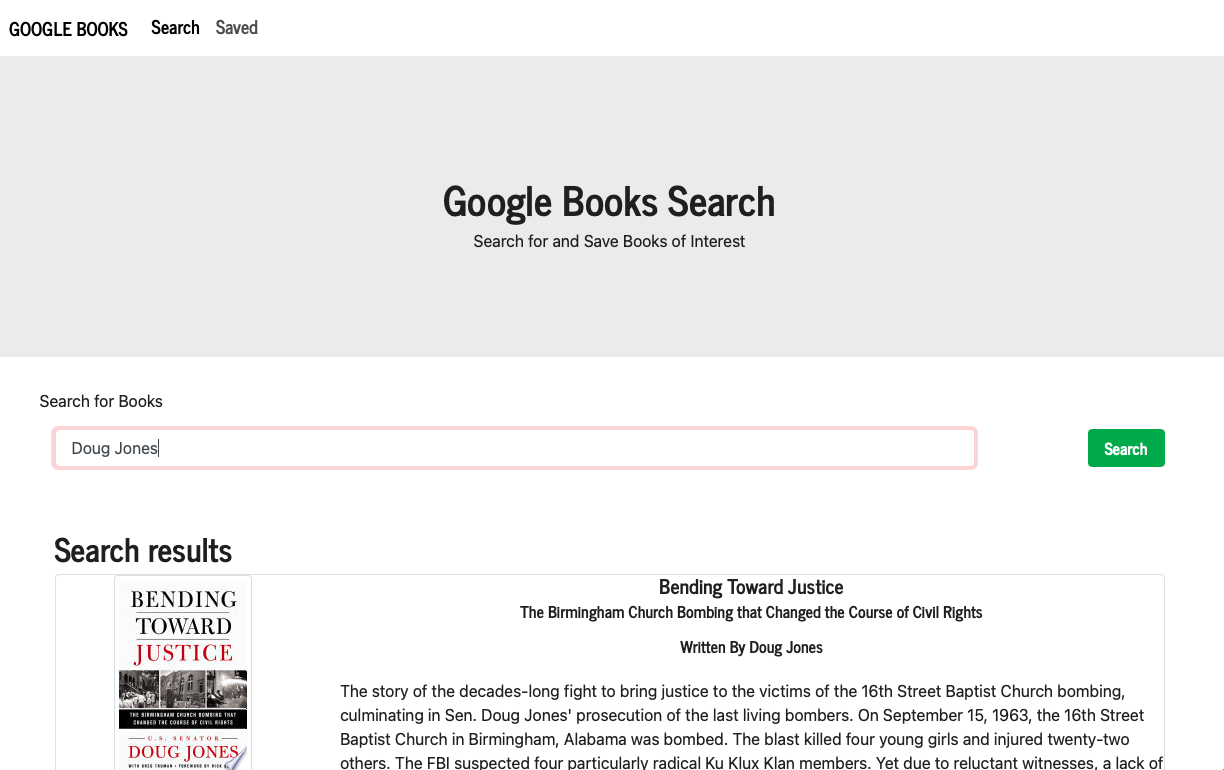 GOOGLE BOOKS Search Saved
Google Books Search
Search for and Save Books of Interest
Search for Books
Doug Jones
Search
Search results
BENDING
TOWARD
JUSTICE
THE BIRMINGHAM CHURCH BOMBING THAT
CHANGED THE COURSE OF CIVIL RIGHTS
U.S. SENATOR
DOUG JONES
WITH GREG TRUMAN • FOREWORD BY RICK
Bending Toward Justice
The Birmingham Church Bombing that Changed the Course of Civil Rights
Written By Doug Jones
The story of the decades-long fight to bring justice to the victims of the 16th Street Baptist Church bombing,
culminating in Sen. Doug Jones' prosecution of the last living bombers. On September 15, 1963, the 16th Street
Baptist Church in Birmingham, Alabama was bombed. The blast killed four young girls and injured twenty-two
others. The FBI suspected four particularly radical Ku Klux Klan members. Yet due to reluctant witnesses, a lack of